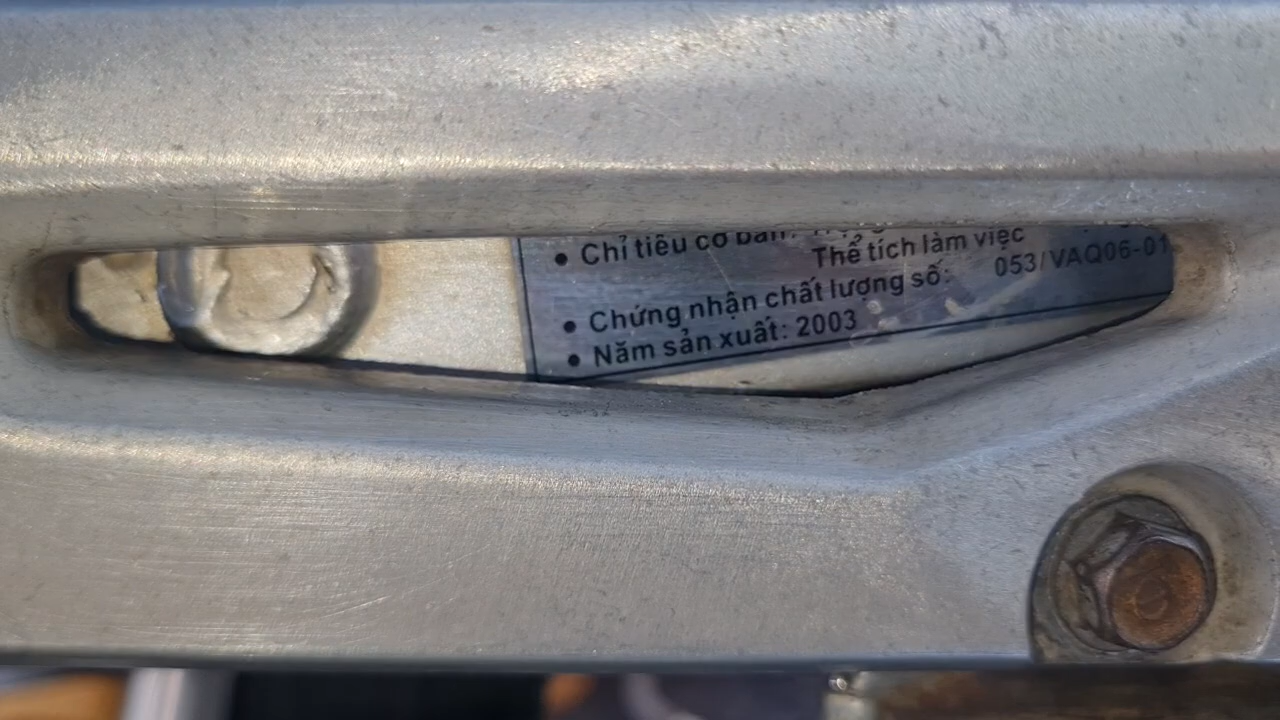 • Chỉ tiêu cơ bản:
Thể tích làm việc
• Chứng nhận chất lượng số: 053/VAQ06-01
• Năm sản xuất: 2003